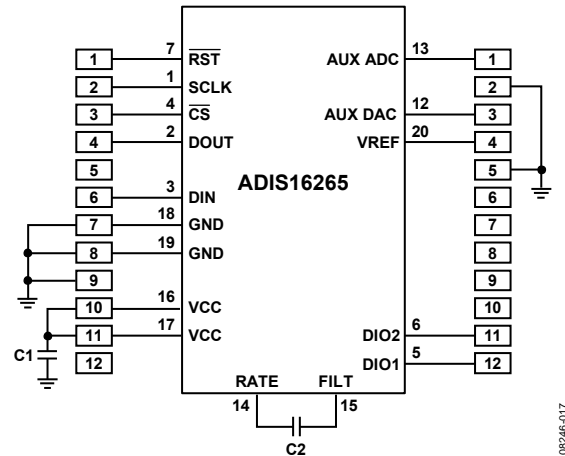 1 7 RST AUX ADC 13 1
2 1 SCLK 2
3 4 CS AUX DAC 12 3
4 2 DOUT VREF 20 4
5 ADIS16265 5
6 3 DIN 6
7 18 GND 7
8 19 GND 8
9 9
10 16 VCC 10
11 17 VCC DIO2 6 11
C1
12 DIO1 5 12
RATE FILT
14 15
C2
08246-017